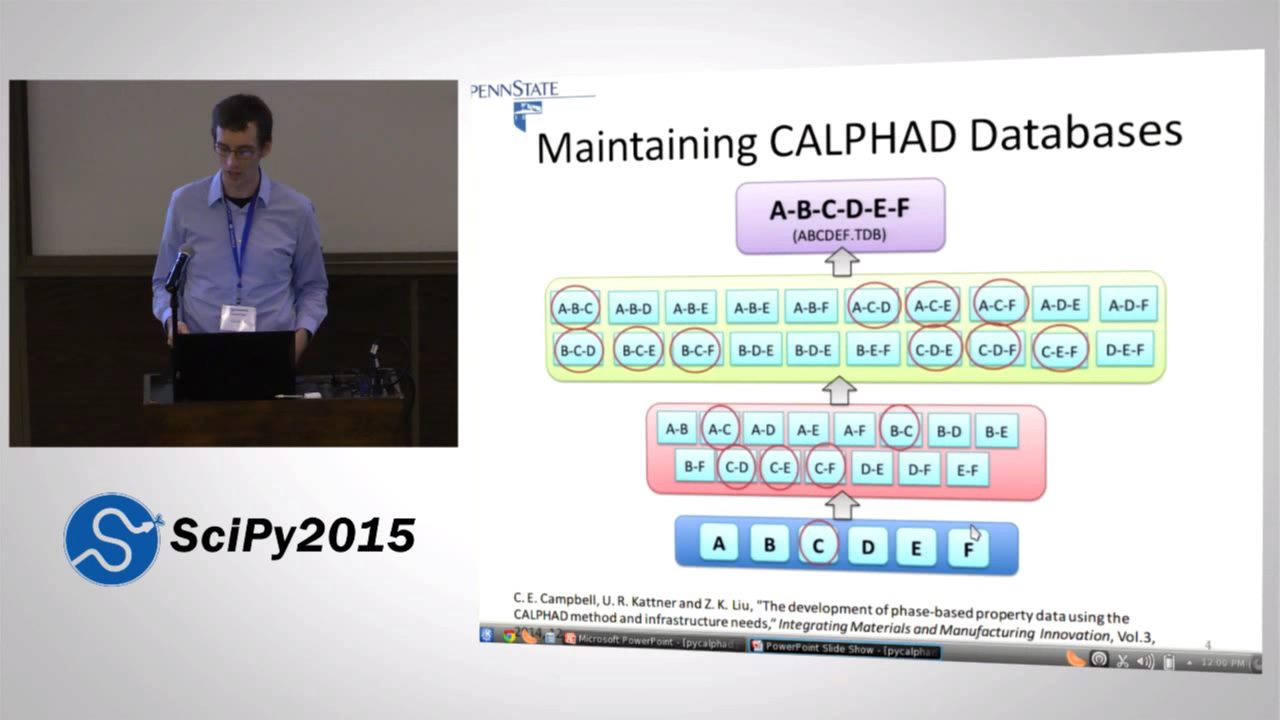 PENNSTATE
Maintaining CALPHAD Databases
A-B-C-D-E-F
(ABCDEF.TDB)
A-B-C A-B-D A-B-E A-B-E A-B-F A-C-D A-C-E A-C-F A-D-E A-D-F
B-C-D B-C-E B-C-F B-D-E B-D-E B-E-F C-D-E C-D-F C-E-F D-E-F
A-B A-C A-D A-E A-F B-C B-D B-E
B-F C-D C-E C-F D-E D-F E-F
A B C D E F
C. E. Campbell, U. R. Kattner and Z. K. Liu, "The development of phase-based property data using the
CALPHAD method and infrastructure needs," Integrating Materials and Manufacturing Innovation, Vol.3,
4
Microsoft PowerPoint - [pycalphad PowerPoint Slide Show - [pycalpha 12:00 PM
SciPy2015